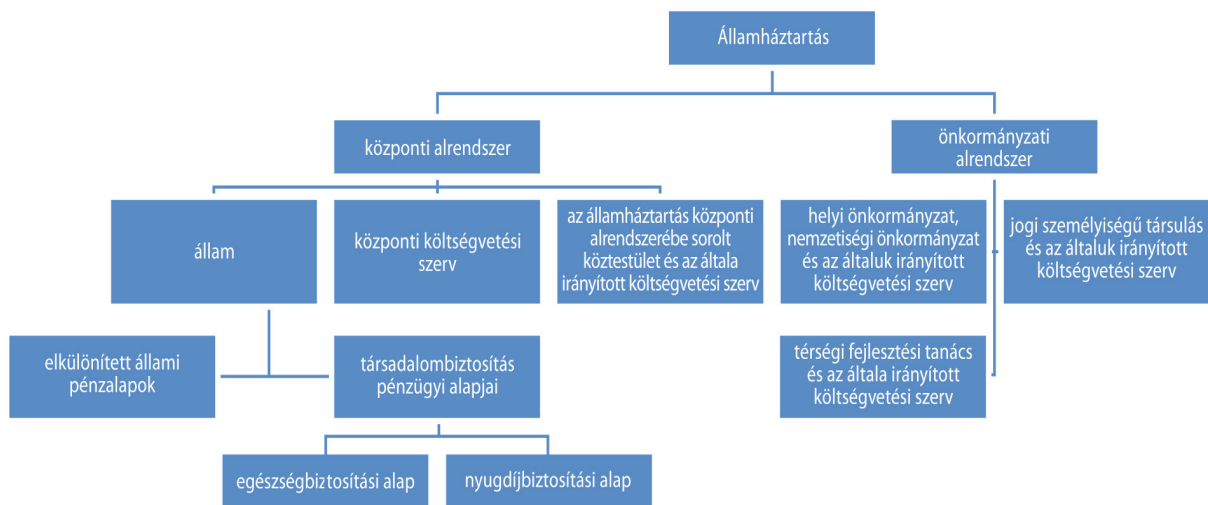 Államháztartás
központi alrendszer
önkormányzati
alrendszer
állam
központi költségvetési
szerv
az államháztartás központi
alrendszerébe sorolt
köztestület és az általa
irányított költségvetési szerv
helyi önkormányzat,
nemzetiségi önkormányzat
és az általuk irányított
költségvetési szerv
jogi személyiségű társulás
és az általuk irányított
költségvetési szerv
elkülönített állami
pénzalapok
társadalombiztosítás
pénzügyi alapjai
térségi fejlesztési tanács
és az általa irányított
költségvetési szerv
egészségbiztosítási alap
nyugdíjbiztosítási alap